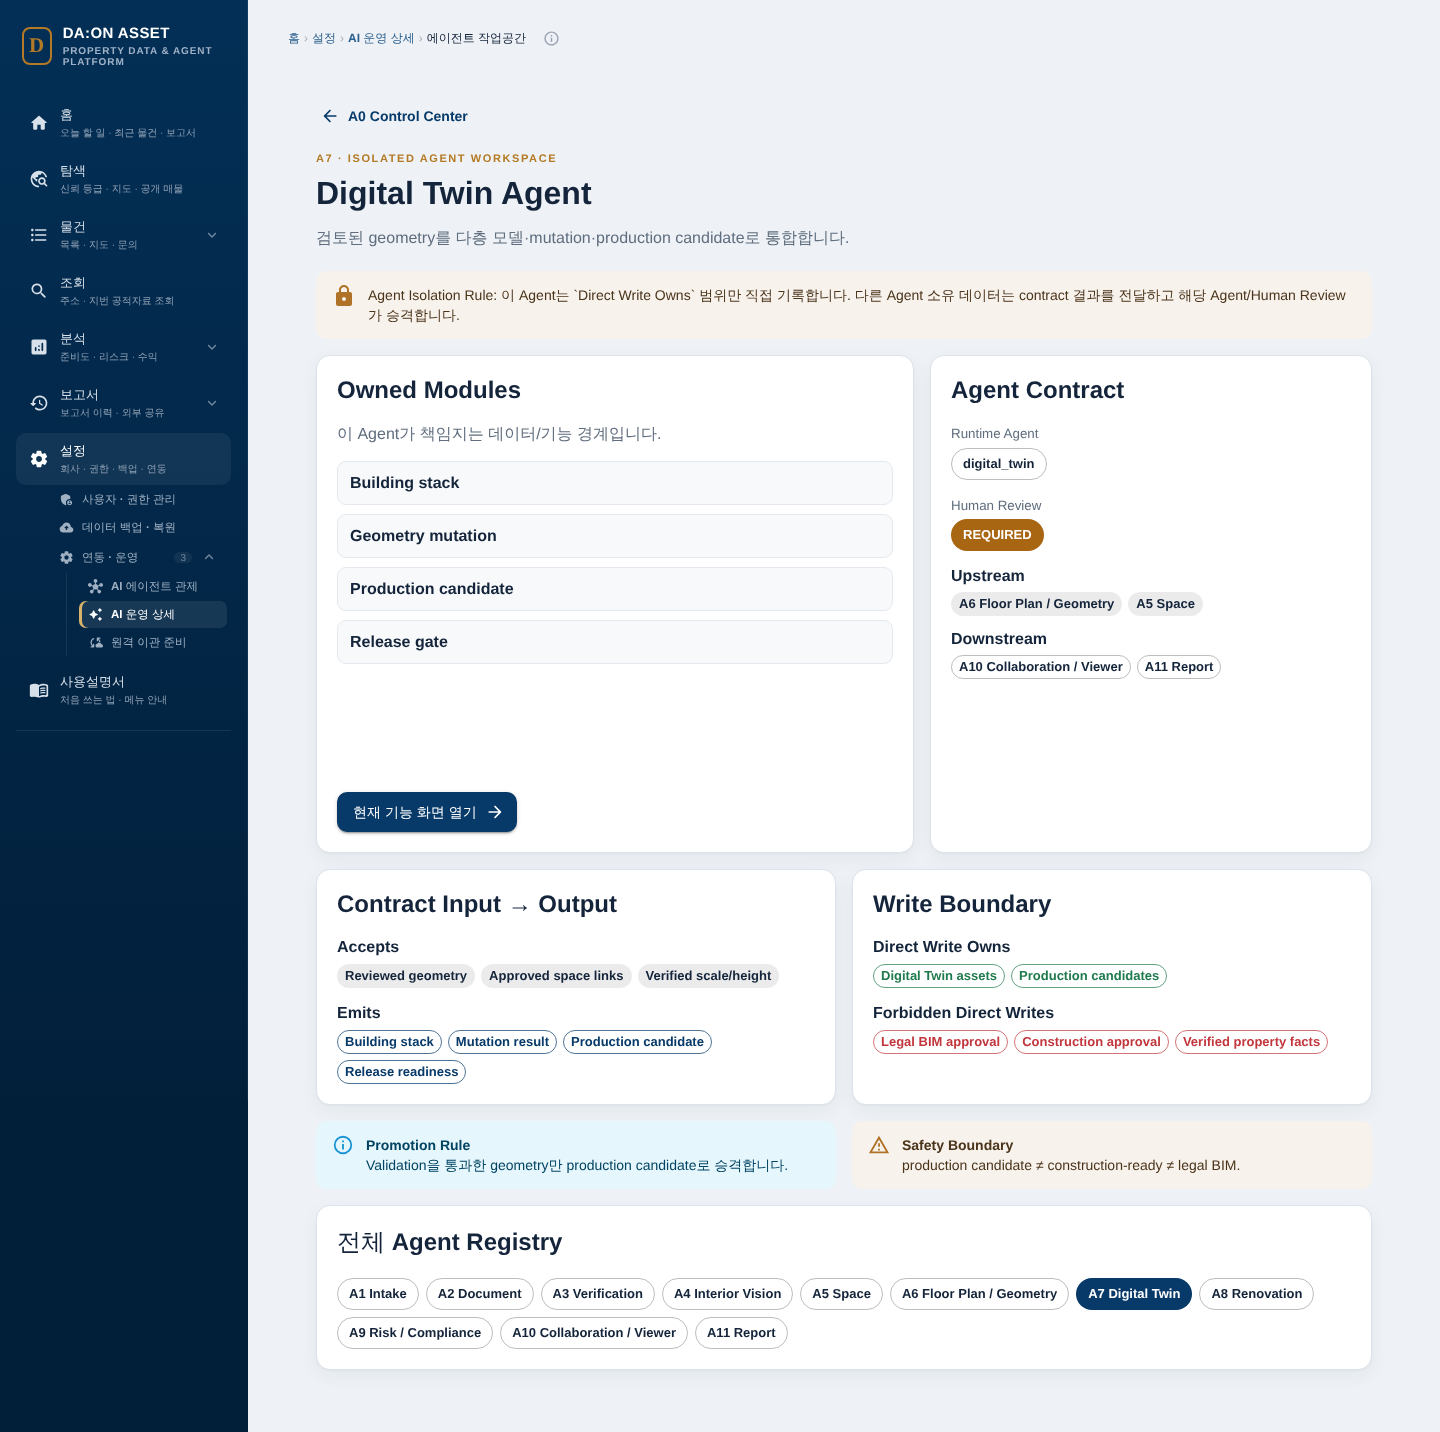 D
DA:ON ASSET
PROPERTY DATA & AGENT
PLATFORM
홈
오늘 할 일 · 최근 물건 · 보고서
탐색
신뢰 등급 · 지도 · 공개 매물
물건
목록 · 지도 · 문의
조회
주소 · 지번 공적자료 조회
분석
준비도 · 리스크 · 수익
보고서
보고서 이력 · 외부 공유
설정
회사 · 권한 · 백업 · 연동
사용자 · 권한 관리
데이터 백업 · 복원
연동 · 운영 3
AI 에이전트 관제
AI 운영 상세
원격 이관 준비
사용설명서
처음 쓰는 법 · 메뉴 안내
홈 › 설정 › AI 운영 상세 › 에이전트 작업공간
A0 Control Center
A7 · ISOLATED AGENT WORKSPACE
Digital Twin Agent
검토된 geometry를 다층 모델·mutation·production candidate로 통합합니다.
Agent Isolation Rule: 이 Agent는 `Direct Write Owns` 범위만 직접 기록합니다. 다른 Agent 소유 데이터는 contract 결과를 전달하고 해당 Agent/Human Review
가 승격합니다.
Owned Modules
이 Agent가 책임지는 데이터/기능 경계입니다.
Building stack
Geometry mutation
Production candidate
Release gate
현재 기능 화면 열기
Agent Contract
Runtime Agent
digital_twin
Human Review
REQUIRED
Upstream
A6 Floor Plan / Geometry A5 Space
Downstream
A10 Collaboration / Viewer A11 Report
Contract Input → Output
Accepts
Reviewed geometry Approved space links Verified scale/height
Emits
Building stack Mutation result Production candidate
Release readiness
Write Boundary
Direct Write Owns
Digital Twin assets Production candidates
Forbidden Direct Writes
Legal BIM approval Construction approval Verified property facts
Promotion Rule
Validation을 통과한 geometry만 production candidate로 승격합니다.
Safety Boundary
production candidate ≠ construction-ready ≠ legal BIM.
전체 Agent Registry
A1 Intake A2 Document A3 Verification A4 Interior Vision A5 Space A6 Floor Plan / Geometry A7 Digital Twin A8 Renovation
A9 Risk / Compliance A10 Collaboration / Viewer A11 Report